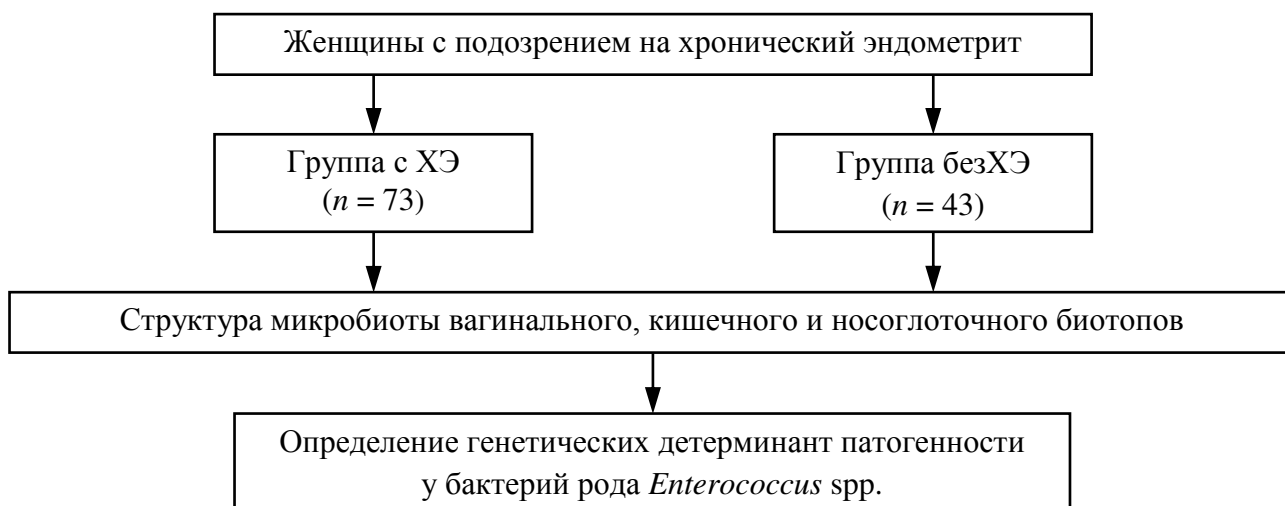 Женщины с подозрением на хронический эндометрит
Группа с ХЭ
(n = 73)
Группа безХЭ
(n = 43)
Структура микробиоты вагинального, кишечного и носоглоточного биотопов
Определение генетических детерминант патогенности
у бактерий рода Enterococcus spp.